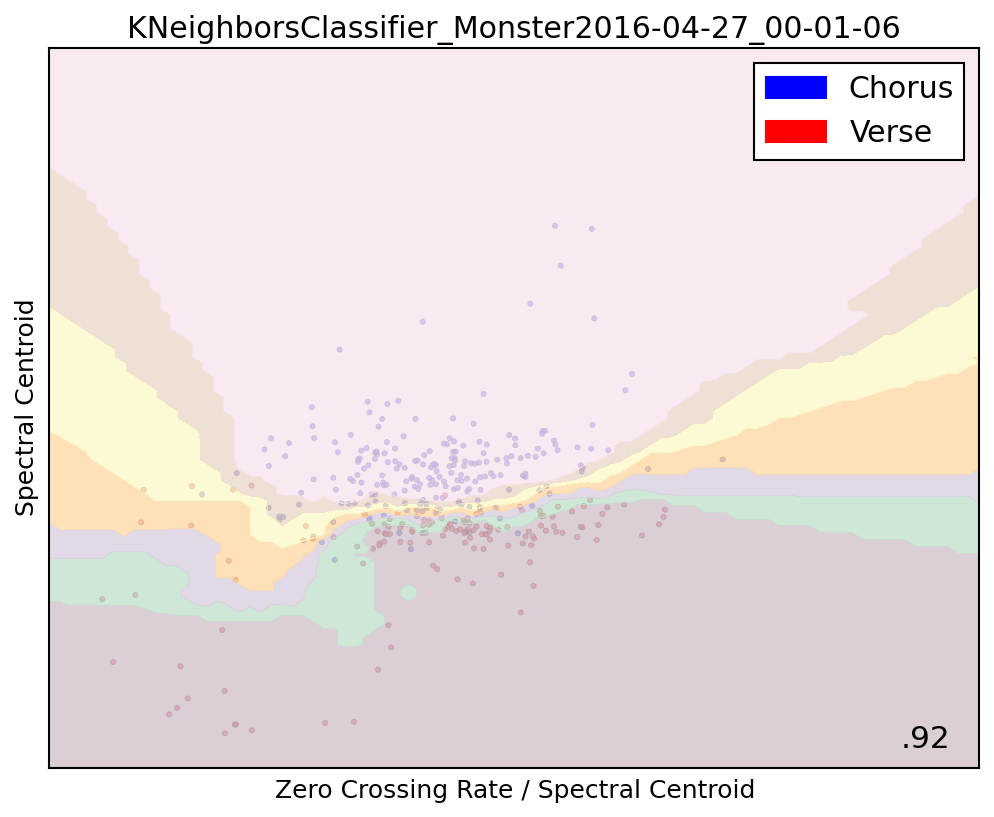 KNeighborsClassifier_Monster2016-04-27_00-01-06
Chorus
Verse
Spectral Centroid
.92
Zero Crossing Rate / Spectral Centroid